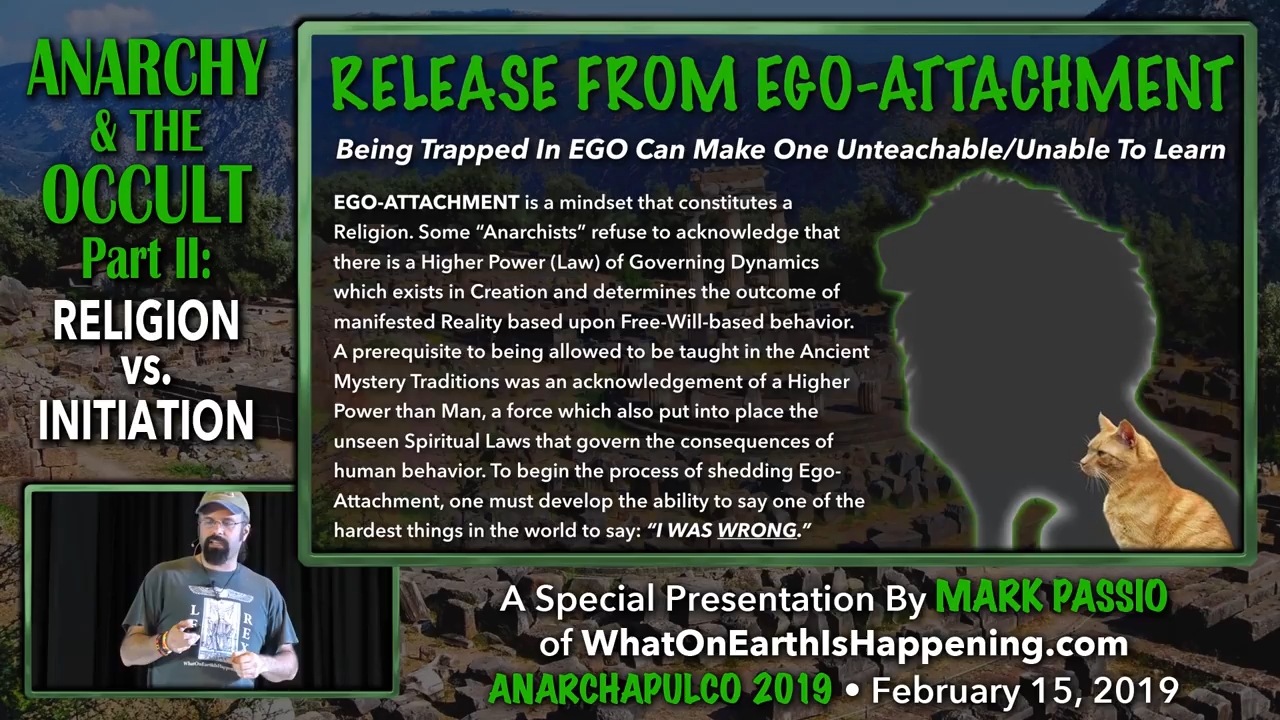 ANARCHY
& THE
OCCULT
Part II:
RELIGION
vs.
INITIATION
RELEASE FROM EGO-ATTACHMENT
Being Trapped In EGO Can Make One Unteachable/Unable To Learn
EGO-ATTACHMENT is a mindset that constitutes a
Religion. Some “Anarchists” refuse to acknowledge that
there is a Higher Power (Law) of Governing Dynamics
which exists in Creation and determines the outcome of
manifested Reality based upon Free-Will-based behavior.
A prerequisite to being allowed to be taught in the Ancient
Mystery Traditions was an acknowledgement of a Higher
Power than Man, a force which also put into place the
unseen Spiritual Laws that govern the consequences of
human behavior. To begin the process of shedding Ego-
Attachment, one must develop the ability to say one of the
hardest things in the world to say: “I WAS WRONG.”
LEX
REX
WhatOnEarthIsHappening
A Special Presentation By MARK PASSIO
of WhatOnEarthIsHappening.com
ANARCHAPULCO 2019 • February 15, 2019